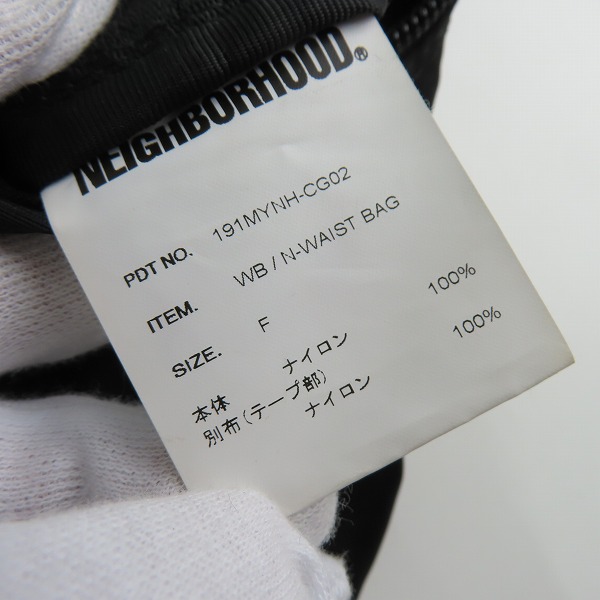 NEIGHBORHOOD®
PDT NO. 191MYNH-CG02
ITEM. WB / N-WAIST BAG
SIZE. F
本体 ナイロン 100%
別布(テープ部) ナイロン 100%